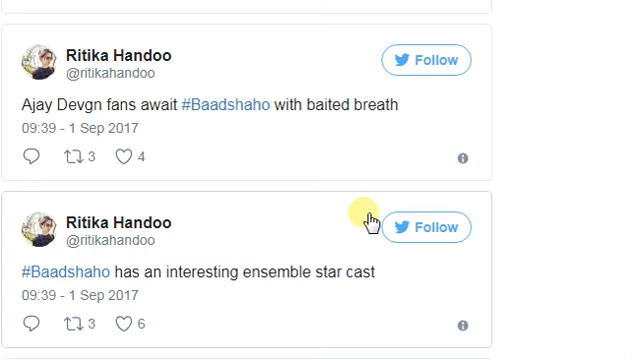 Ritika Handoo
Follow
@ritikahandoo
Ajay Devgn fans await #Baadshaho with baited breath
09:39 - 1 Sep 2017
3 4
Ritika Handoo
Follow
@ritikahandoo
#Baadshaho has an interesting ensemble star cast
09:39 - 1 Sep 2017
3 6